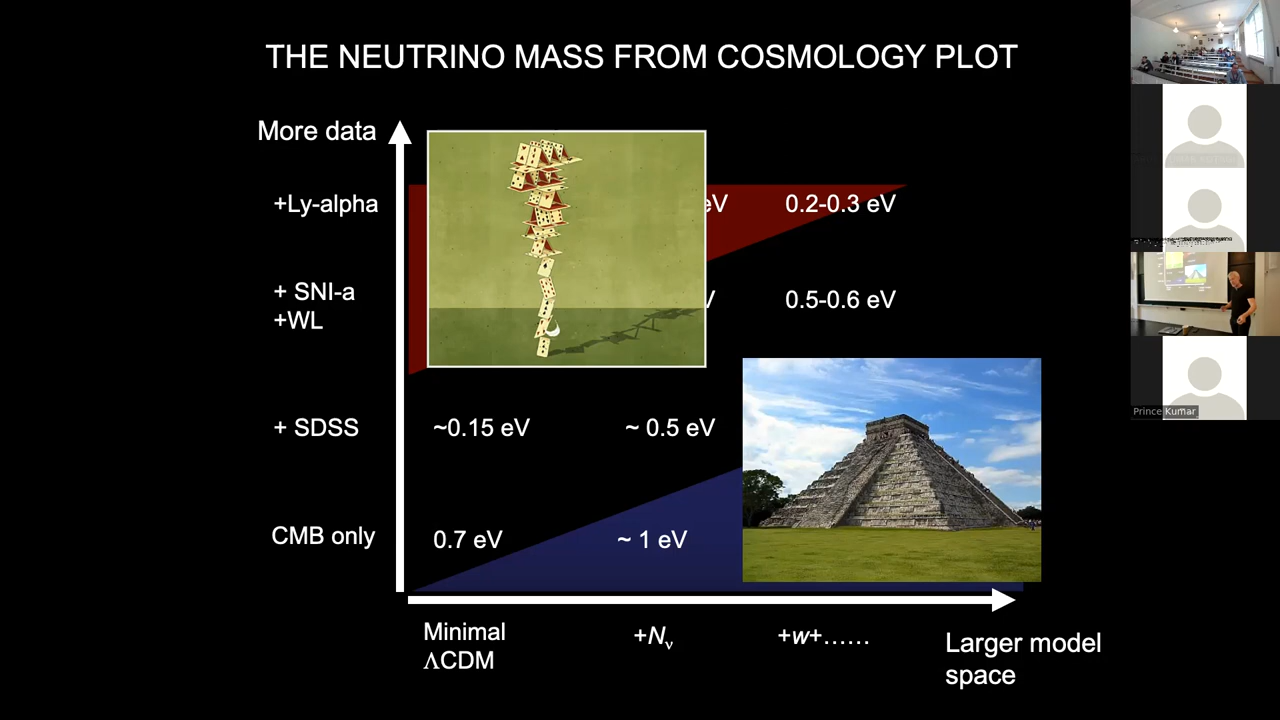 THE NEUTRINO MASS FROM COSMOLOGY PLOT
More data
+Ly-alpha
eV
0.2-0.3 eV
+ SNI-a
+WL
V
0.5-0.6 eV
+ SDSS
~0.15 eV
~ 0.5 eV
CMB only
0.7 eV
~ 1 eV
Minimal
ΛCDM
+Nν
+w+......
Larger model
space
Prince Kumar